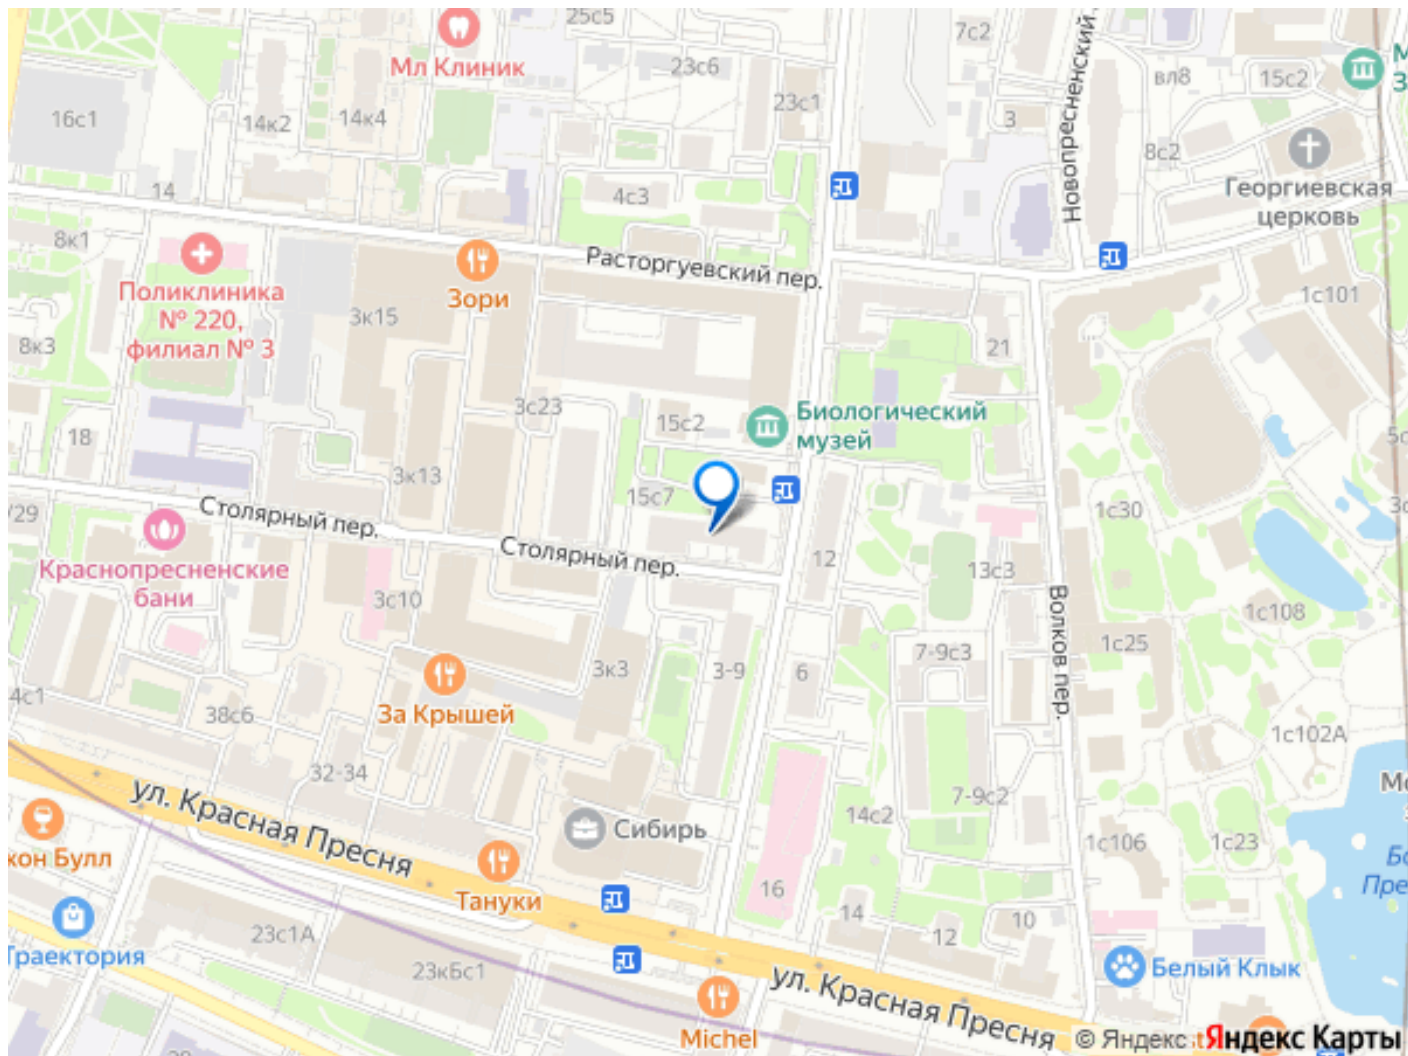 25с5
7с2
Мл Клиник
23с6
вл8
15с2
М
З
16с1
14к2
14к4
23с1
3
Новопресненский
8с2
Георгиевская
церковь
14
4с3
8к1
Расторгуевский пер.
Поликлиника
№ 220,
филиал № 3
Зори
3к15
1с101
8к3
21
3с23
15с2
Биологический
музей
18
3к13
15с7
1с30
/29
Столярный пер.
Столярный пер.
12
13с3
Краснопресненские
бани
3с10
Волков пер.
1с108
1с25
3к3
3-9
6
7-9с3
4с1
38с6
За Крышей
1с102А
32-34
ул. Красная Пресня
7-9с2
14с2
Сибирь
1с106
1с23
кон Булл
Тануки
16
14
10
12
Траектория
23с1А
23кБс1
ул. Красная Пресня
Белый Клык
Michel
© Яндекс
Яндекс Карты